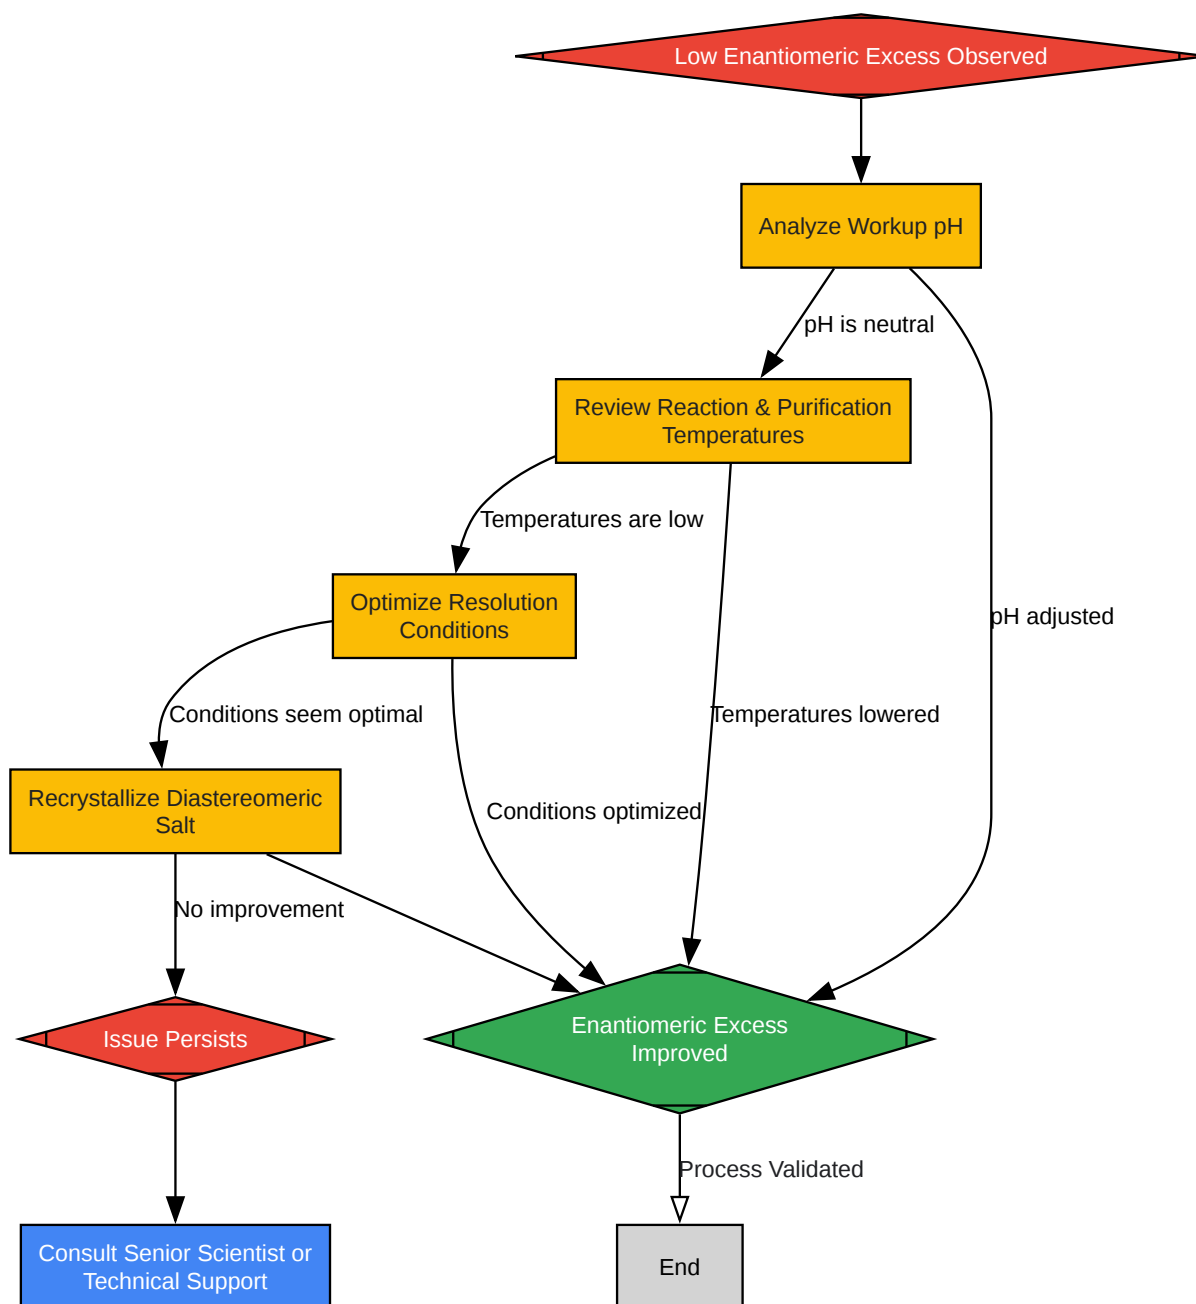 Low Enantiomeric Excess Observed
Analyze Workup pH
pH is neutral
Review Reaction & Purification
Temperatures
Temperatures are low
Optimize Resolution
Conditions
pH adjusted
Conditions seem optimal
Temperatures lowered
Recrystallize Diastereomeric
Salt
Conditions optimized
No improvement
Issue Persists
Enantiomeric Excess
Improved
Process Validated
Consult Senior Scientist or
Technical Support
End